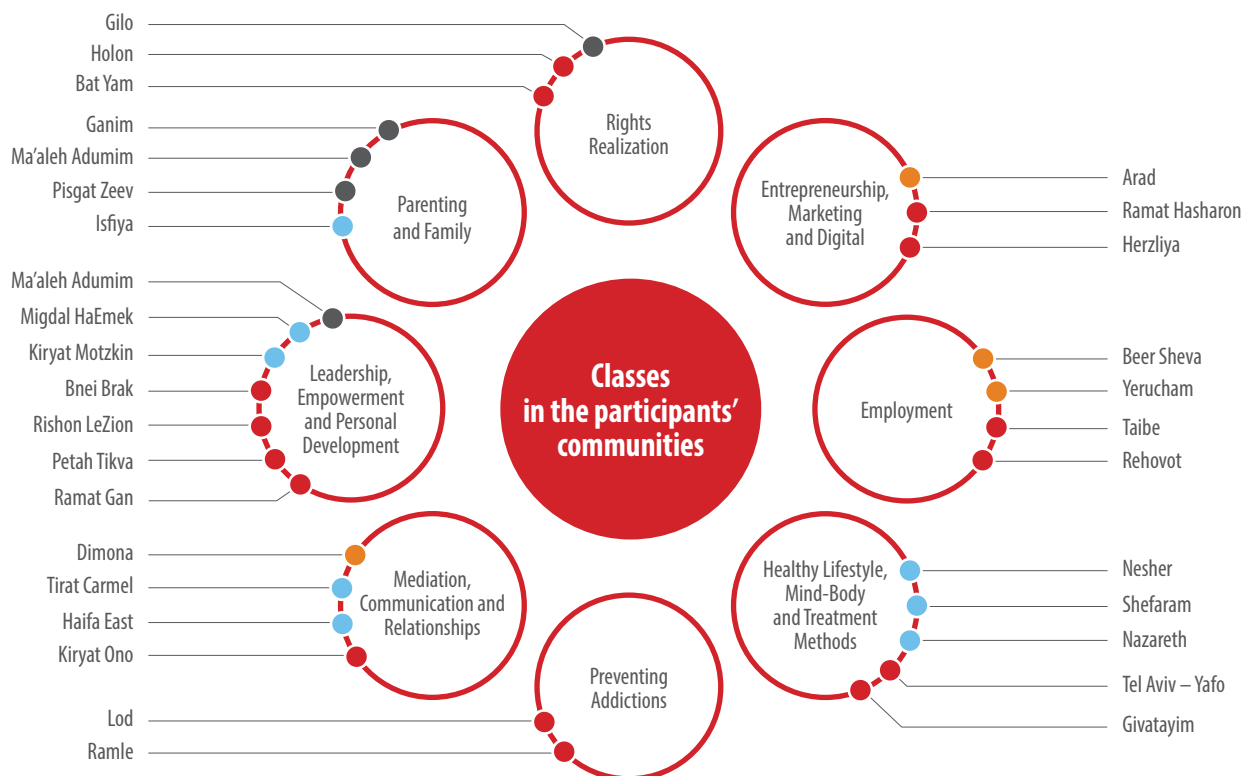 Gilo
Holon
Bat Yam
Rights
Realization
Ganim
Ma'aleh Adumim
Pisgat Zeev
Isfiya
Parenting
and Family
Entrepreneurship,
Marketing
and Digital
Arad
Ramat Hasharon
Herzliya
Ma'aleh Adumim
Migdal HaEmek
Kiryat Motzkin
Bnei Brak
Rishon LeZion
Petah Tikva
Ramat Gan
Leadership,
Empowerment
and Personal
Development
Classes
in the participants'
communities
Employment
Beer Sheva
Yerucham
Taibe
Rehovot
Dimona
Tirat Carmel
Haifa East
Kiryat Ono
Mediation,
Communication and
Relationships
Healthy Lifestyle,
Mind-Body
and Treatment
Methods
Nesher
Shefaram
Nazareth
Tel Aviv – Yafo
Givatayim
Preventing
Addictions
Lod
Ramle